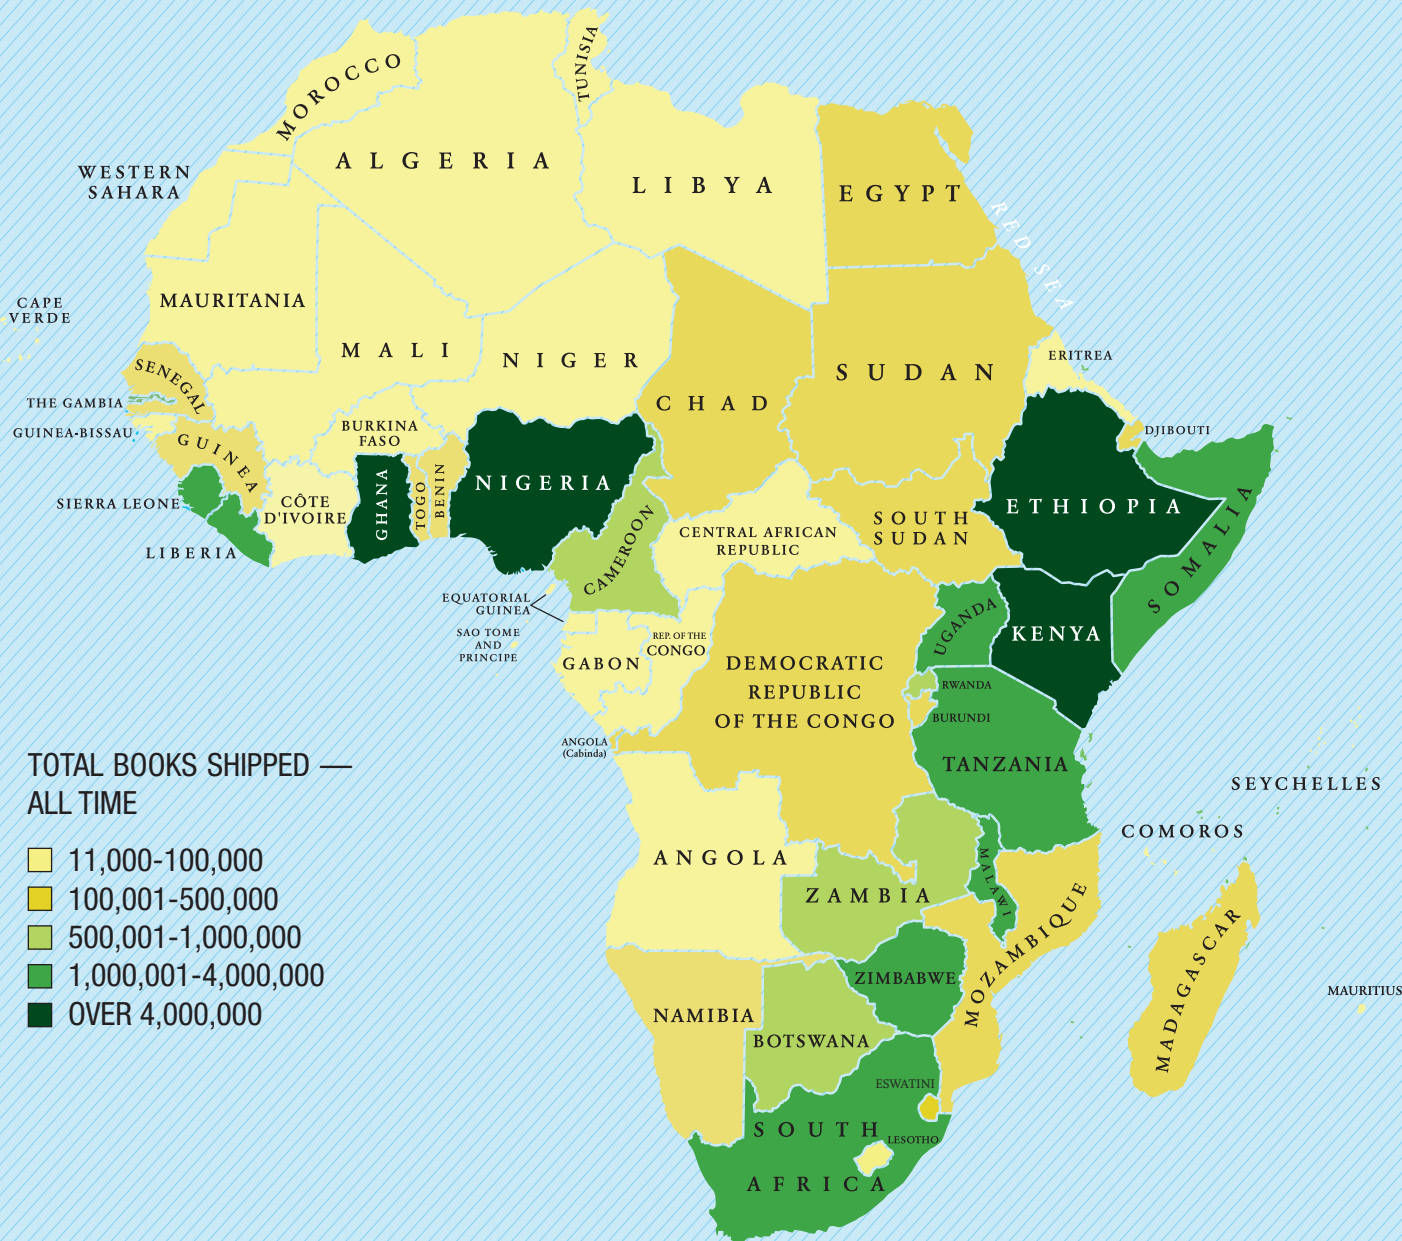 TUNISIA
MOROCCO
ALGERIA
LIBYA
EGYPT
WESTERN
SAHARA
RED SEA
CAPE
VERDE
MAURITANIA
MALI
NIGER
CHAD
SUDAN
ERITREA
SENEGAL
THE GAMBIA
GUINEA-BISSAU
GUINEA
BURKINA
FASO
DJIBOUTI
SIERRA LEONE
LIBERIA
CÔTE
D'IVOIRE
GHANA
TOGO
BENIN
NIGERIA
CAMEROON
CENTRAL AFRICAN
REPUBLIC
SOUTH
SUDAN
ETHIOPIA
SOMALIA
EQUATORIAL
GUINEA
SAO TOME
AND
PRINCIPE
GABON
REP. OF THE
CONGO
DEMOCRATIC
REPUBLIC
OF THE CONGO
UGANDA
KENYA
RWANDA
BURUNDI
TANZANIA
ANGOLA
(Cabinda)
SEYCHELLES
COMOROS
TOTAL BOOKS SHIPPED —
ALL TIME
11,000-100,000
100,001-500,000
500,001-1,000,000
1,000,001-4,000,000
OVER 4,000,000
ANGOLA
ZAMBIA
MALAWI
MOZAMBIQUE
MADAGASCAR
MAURITIUS
ZIMBABWE
NAMIBIA
BOTSWANA
ESWATINI
LESOTHO
SOUTH
AFRICA